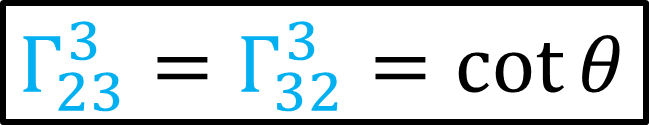 Γ³₂₃ = Γ³₃₂ = cot θ